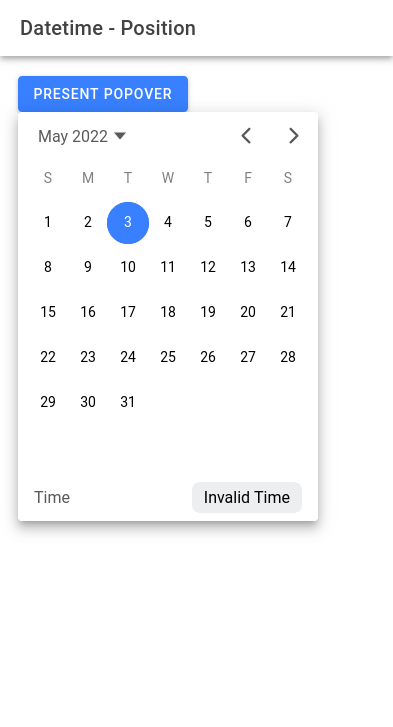 Datetime - Position
PRESENT POPOVER
May 2022
S M T W T F S
1 2 3 4 5 6 7
8 9 10 11 12 13 14
15 16 17 18 19 20 21
22 23 24 25 26 27 28
29 30 31
Time Invalid Time